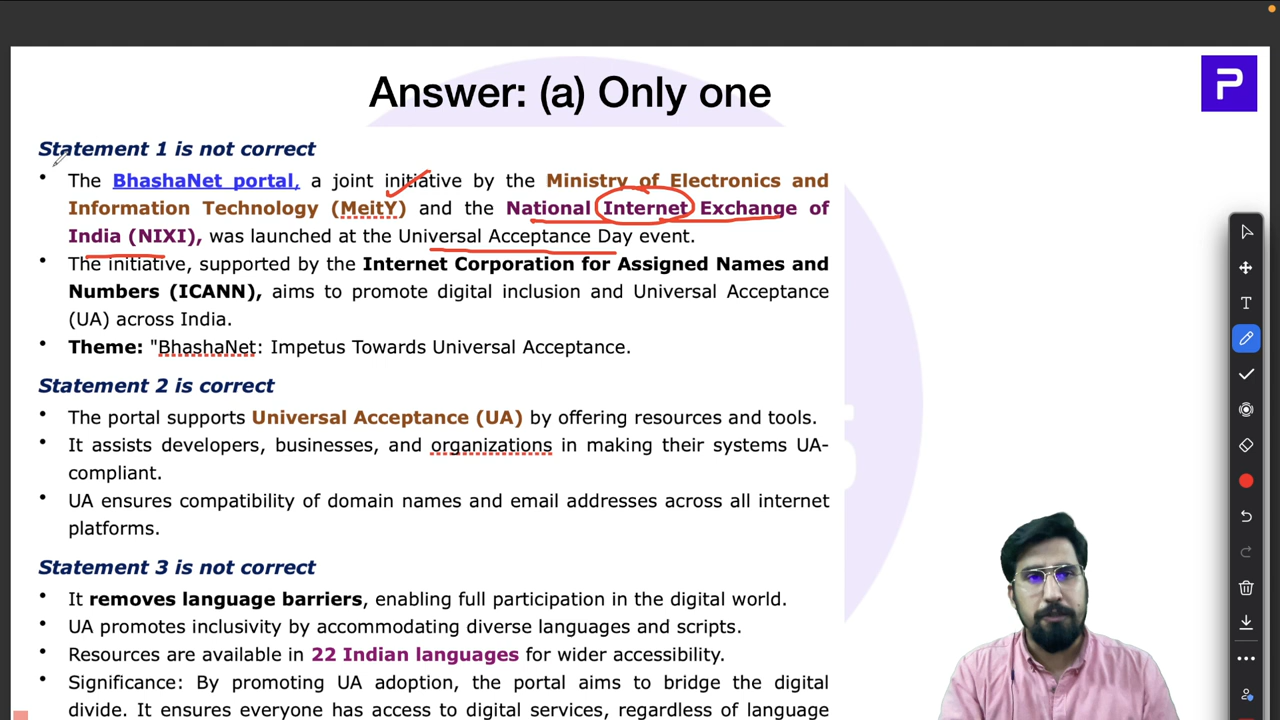 Answer: (a) Only one
P
Statement 1 is not correct
• The BhashaNet portal, a joint initiative by the Ministry of Electronics and
Information Technology (MeitY) and the National Internet Exchange of
India (NIXI), was launched at the Universal Acceptance Day event.
• The initiative, supported by the Internet Corporation for Assigned Names and
Numbers (ICANN), aims to promote digital inclusion and Universal Acceptance
(UA) across India.
• Theme: "BhashaNet: Impetus Towards Universal Acceptance.
Statement 2 is correct
• The portal supports Universal Acceptance (UA) by offering resources and tools.
• It assists developers, businesses, and organizations in making their systems UA-
compliant.
• UA ensures compatibility of domain names and email addresses across all internet
platforms.
Statement 3 is not correct
• It removes language barriers, enabling full participation in the digital world.
• UA promotes inclusivity by accommodating diverse languages and scripts.
• Resources are available in 22 Indian languages for wider accessibility.
• Significance: By promoting UA adoption, the portal aims to bridge the digital
divide. It ensures everyone has access to digital services, regardless of language
T